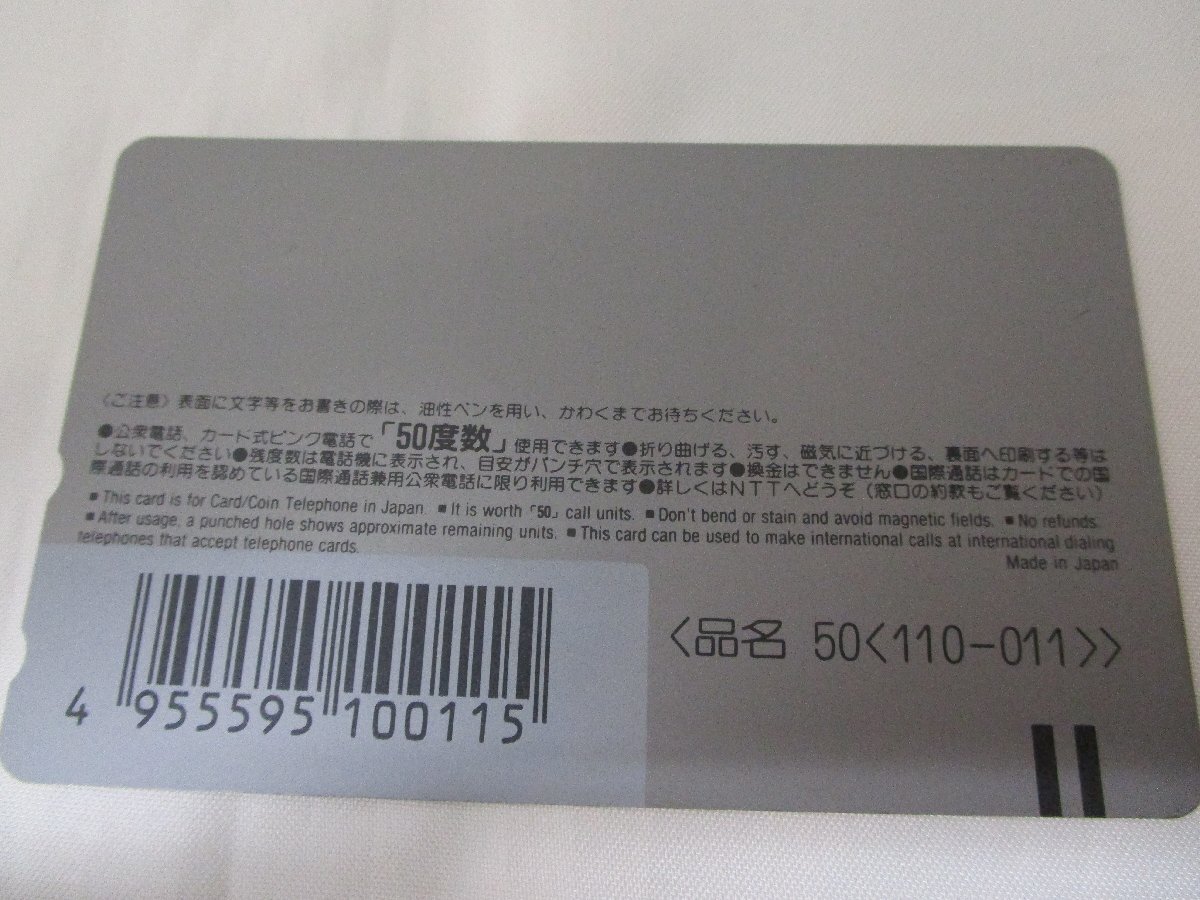 〈ご注意〉表面に文字等をお書きの際は、油性ペンを用い、かわくまでお待ちください。
●公衆電話、カード式ピンク電話で「50度数」使用できます●折り曲げる、汚す、磁気に近づける、裏面へ印刷する等は
しないでください●残度数は電話機に表示され、目安がパンチ穴で表示されます●換金はできません●国際通話はカードでの国
際通話の利用を認めている国際通話兼用公衆電話に限り利用できます●詳しくはNTTへどうぞ(窓口の約款もご覧ください)
■This card is for Card/Coin Telephone in Japan. ■It is worth「50」call units. ■Don't bend or stain and avoid magnetic fields. ■No refunds.
■After usage, a punched hole shows approximate remaining units. ■This card can be used to make international calls at international dialing
telephones that accept telephone cards.
Made in Japan
〈品名 50〈110-011〉〉
4 955595 100115